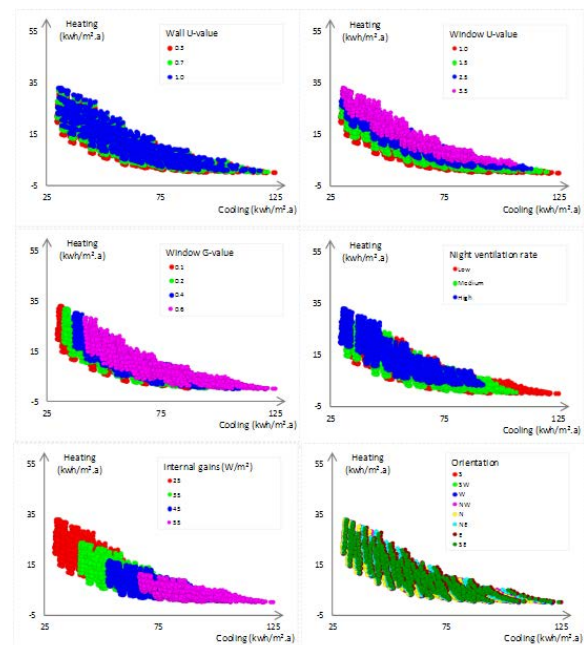 Heating
(kwh/m².a)
55
35
15
-5
25
75
125
Cooling (kwh/m².a)
Wall U-value
0.3
0.7
1.0
Heating
(kwh/m².a)
55
35
15
-5
25
75
125
Cooling (kwh/m².a)
Window U-value
1.0
1.5
2.5
5.5
Heating
(kwh/m².a)
55
35
15
-5
25
75
125
Cooling (kwh/m².a)
Window G-value
0.1
0.2
0.4
0.6
Heating
(kwh/m².a)
55
35
15
-5
25
75
125
Cooling (kwh/m².a)
Night ventilation rate
Low
Medium
High
Heating
(kwh/m².a)
55
35
15
-5
25
75
125
Cooling (kwh/m².a)
Internal gains (W/m²)
25
35
45
55
Heating
(kwh/m².a)
55
35
15
-5
25
75
125
Cooling (kwh/m².a)
Orientation
S
SW
W
NW
N
NE
E
SE